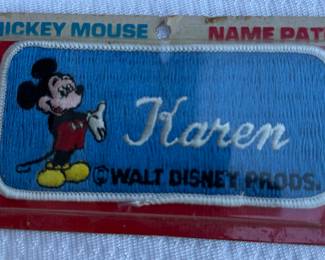 MICKEY MOUSE NAME PAT
Karen
©WALT DISNEY PRODS.